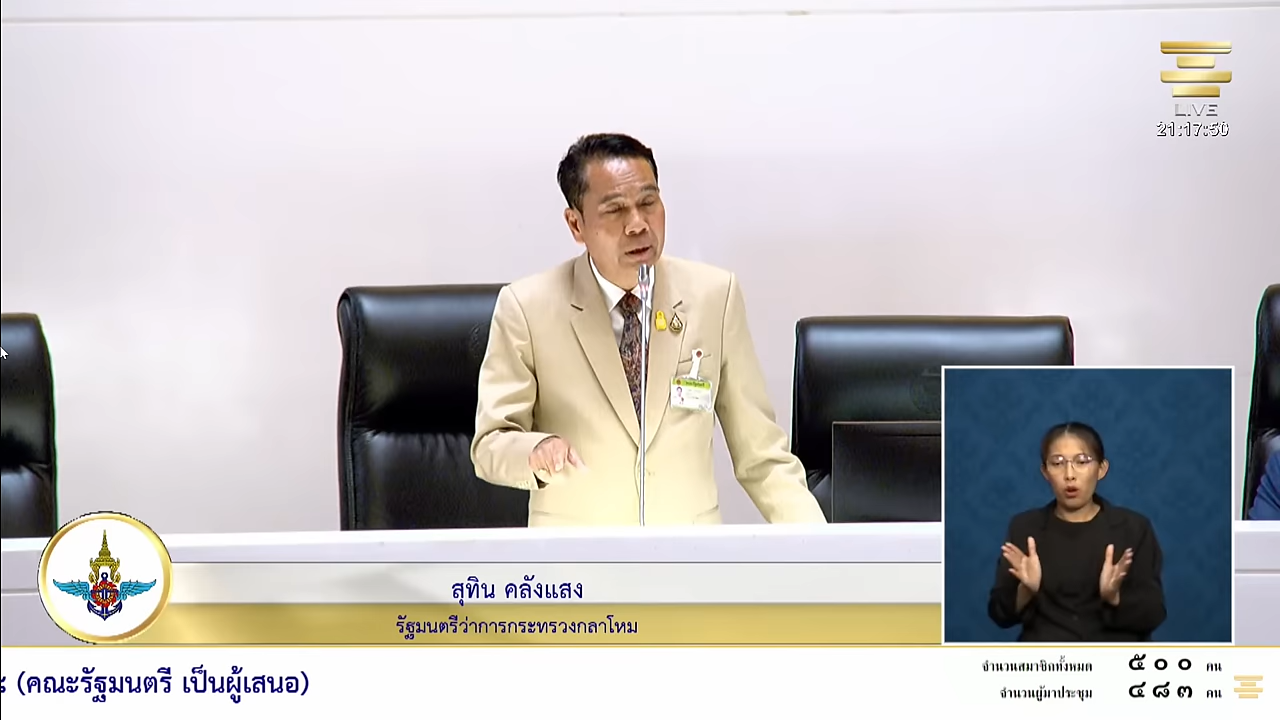 LIVE
21:17:50
สุทิน คลังแสง
รัฐมนตรีว่าการกระทรวงกลาโหม
(คณะรัฐมนตรี เป็นผู้เสนอ)
จำนวนสมาชิกทั้งหมด ๕๐๐ คน
จำนวนผู้มาประชุม ๔๘๓ คน